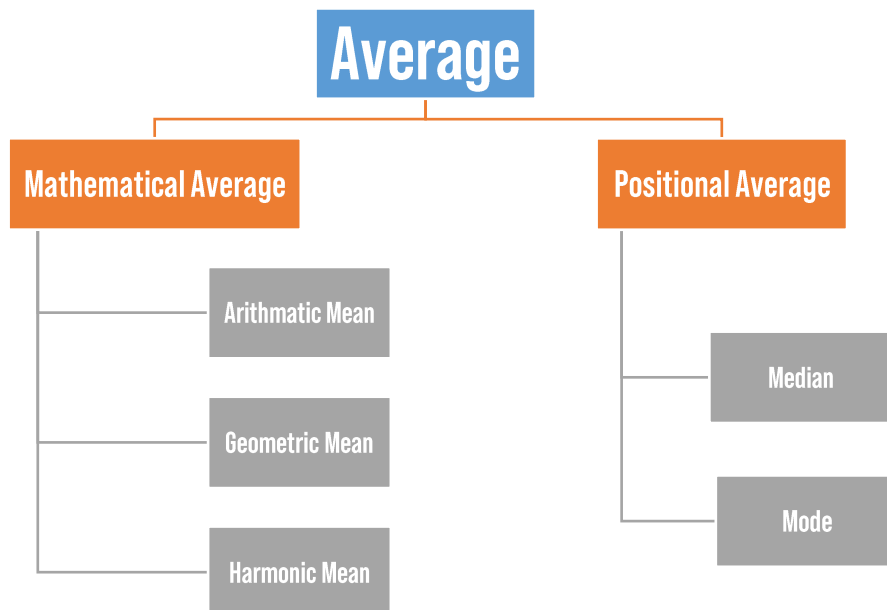 Average
Mathematical Average
Positional Average
Arithmatic Mean
Geometric Mean
Harmonic Mean
Median
Mode